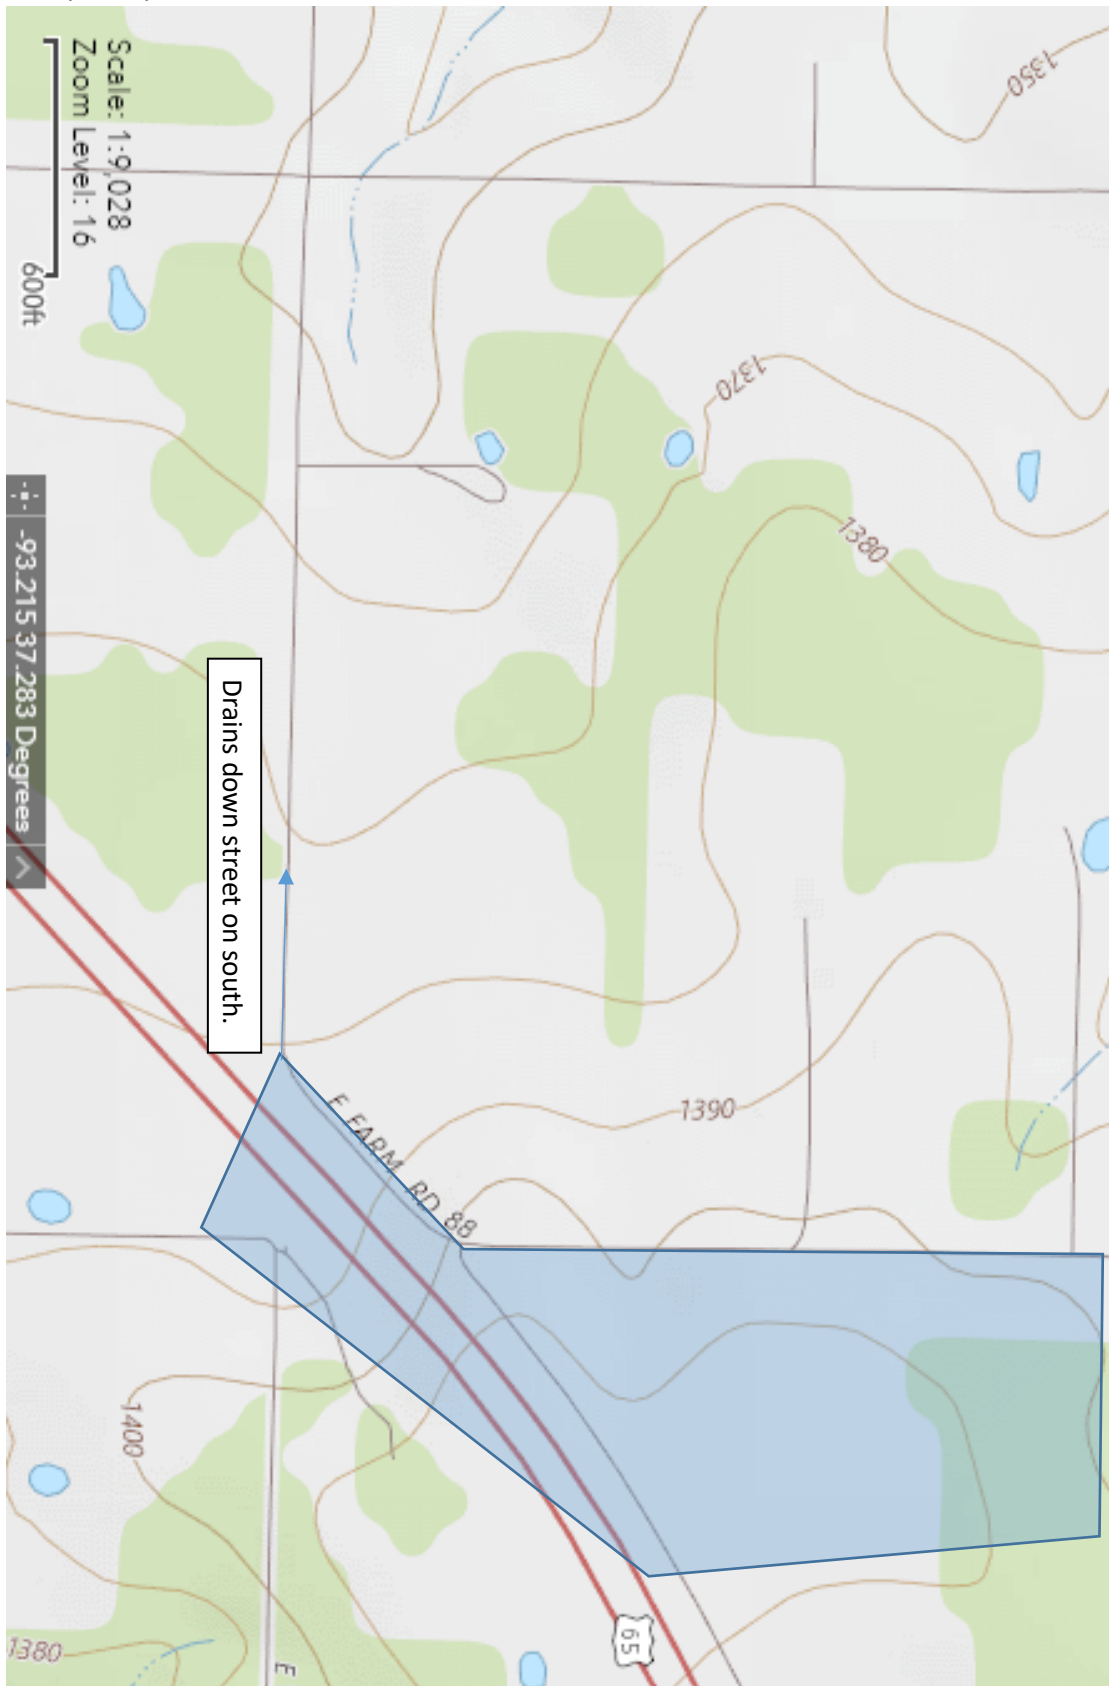 Scale: 1:9,028
Zoom Level: 16
600ft
1350
1370
1380
-93.215 37.283 Degrees
Drains down street on south.
1390
E FARM RD 88
1400
65
1380
E